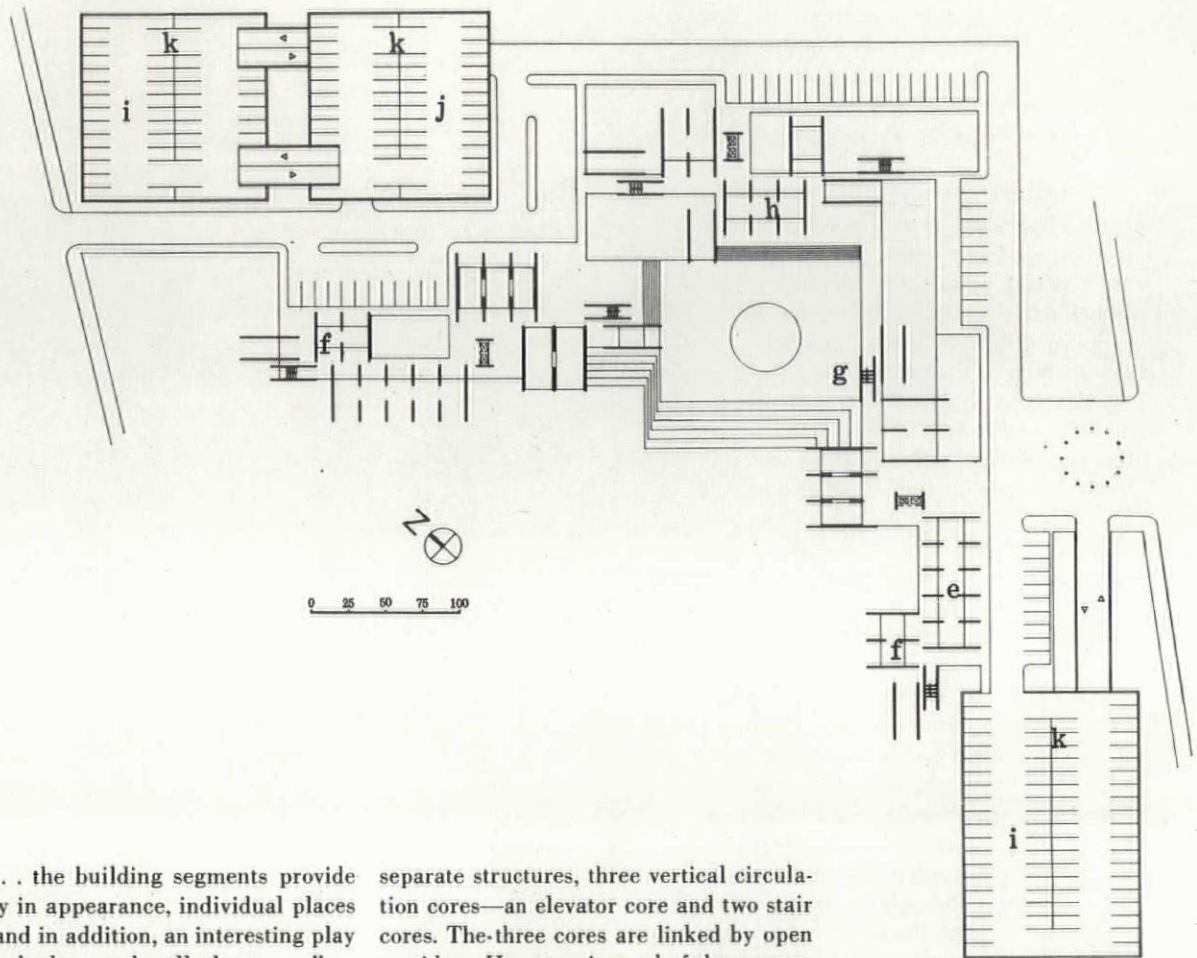 k
k
i
j
h
f
g
N
0 25 50 75 100
e
f
k
i
.. the building segments provide
y in appearance, individual places
and in addition, an interesting play
separate structures, three vertical circula-
tion cores—an elevator core and two stair
cores. The-three cores are linked by open